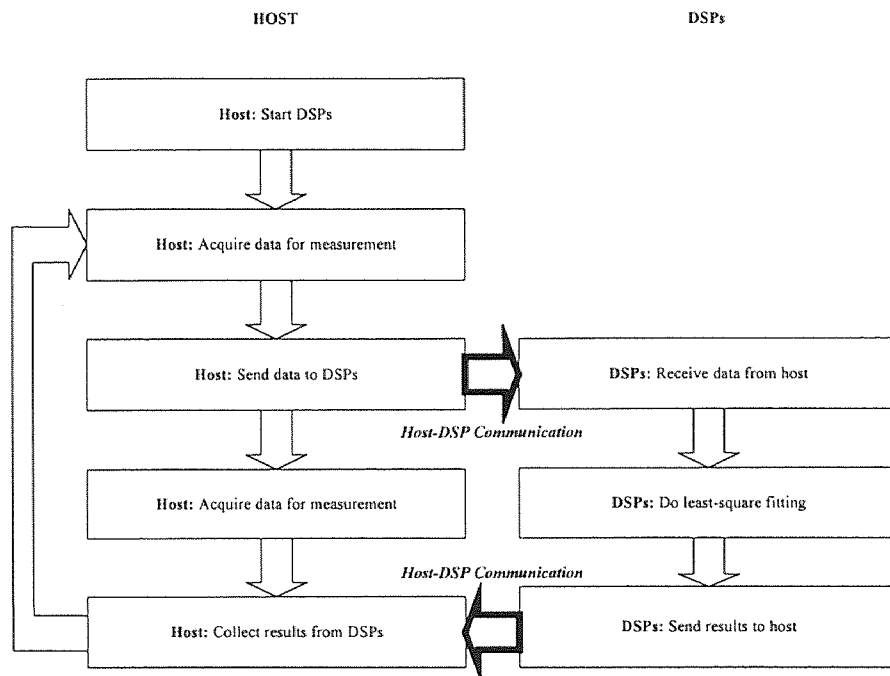 HOST
DSPs
Host: Start DSPs
Host: Acquire data for measurement
Host: Send data to DSPs
DSPs: Receive data from host
Host-DSP Communication
Host: Acquire data for measurement
DSPs: Do least-square fitting
Host-DSP Communication
Host: Collect results from DSPs
DSPs: Send results to host